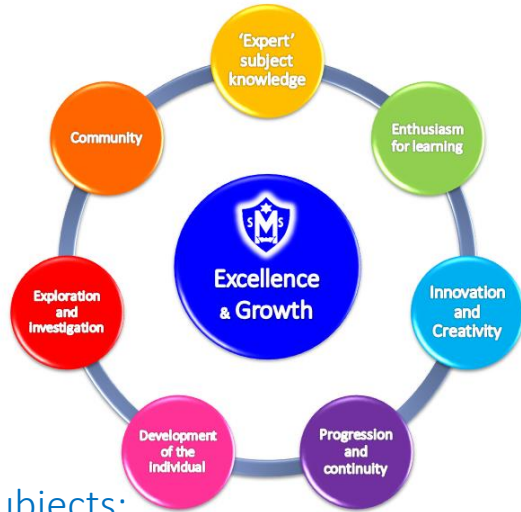 'Expert'
subject
knowledge
Enthusiasm
for learning
Innovation
and
Creativity
Progression
and
continuity
Development
of the
individual
Exploration
and
investigation
Community
S M S
Excellence
& Growth
ubjects: